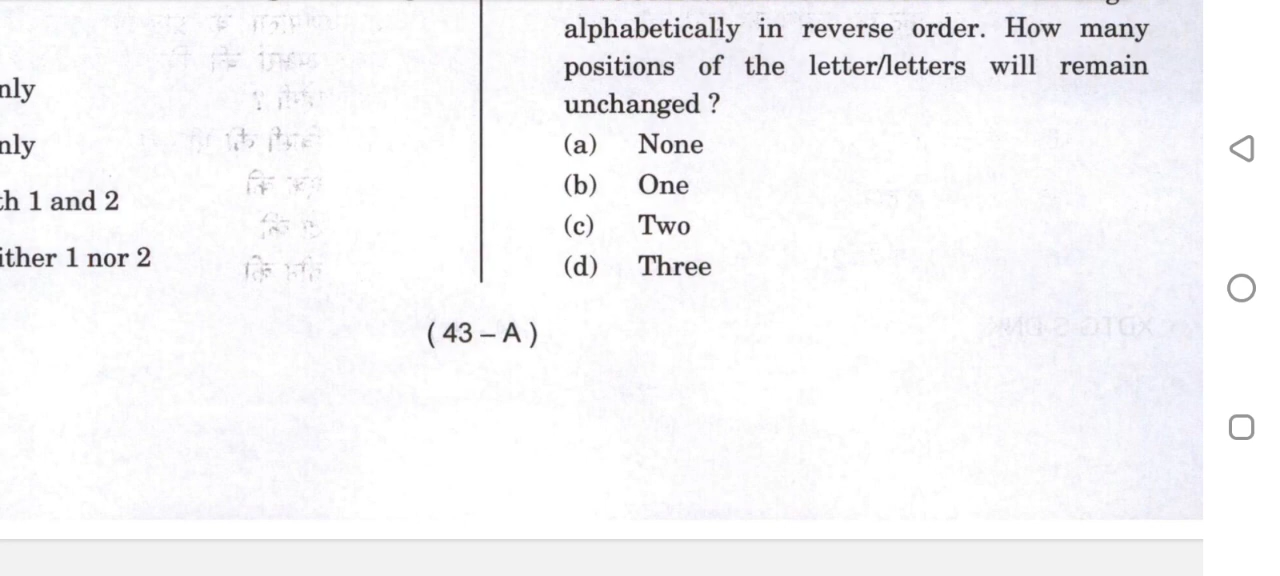 nly
nly
th 1 and 2
ither 1 nor 2
alphabetically in reverse order. How many
positions of the letter/letters will remain
unchanged ?
(a) None
(b) One
(c) Two
(d) Three
( 43 – A )